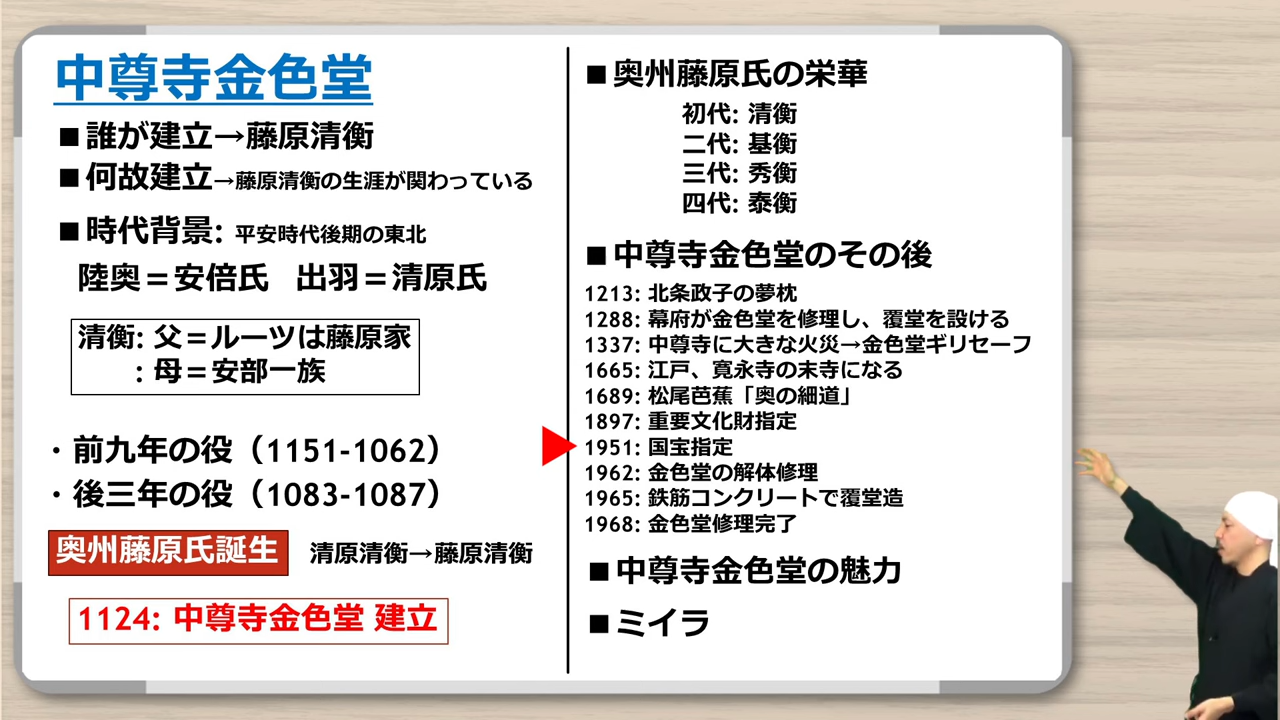 中尊寺金色堂
■誰が建立→藤原清衡
■何故建立→藤原清衡の生涯が関わっている
■時代背景: 平安時代後期の東北
陸奥＝安倍氏 出羽＝清原氏
清衡: 父＝ルーツは藤原家
: 母＝安部一族
・前九年の役（1151-1062）
・後三年の役（1083-1087）
奥州藤原氏誕生 清原清衡→藤原清衡
1124: 中尊寺金色堂 建立
■奥州藤原氏の栄華
初代: 清衡
二代: 基衡
三代: 秀衡
四代: 泰衡
■中尊寺金色堂のその後
1213: 北条政子の夢枕
1288: 幕府が金色堂を修理し、覆堂を設ける
1337: 中尊寺に大きな火災→金色堂ギリセーフ
1665: 江戸、寛永寺の末寺になる
1689: 松尾芭蕉「奥の細道」
1897: 重要文化財指定
1951: 国宝指定
1962: 金色堂の解体修理
1965: 鉄筋コンクリートで覆堂造
1968: 金色堂修理完了
■中尊寺金色堂の魅力
■ミイラ